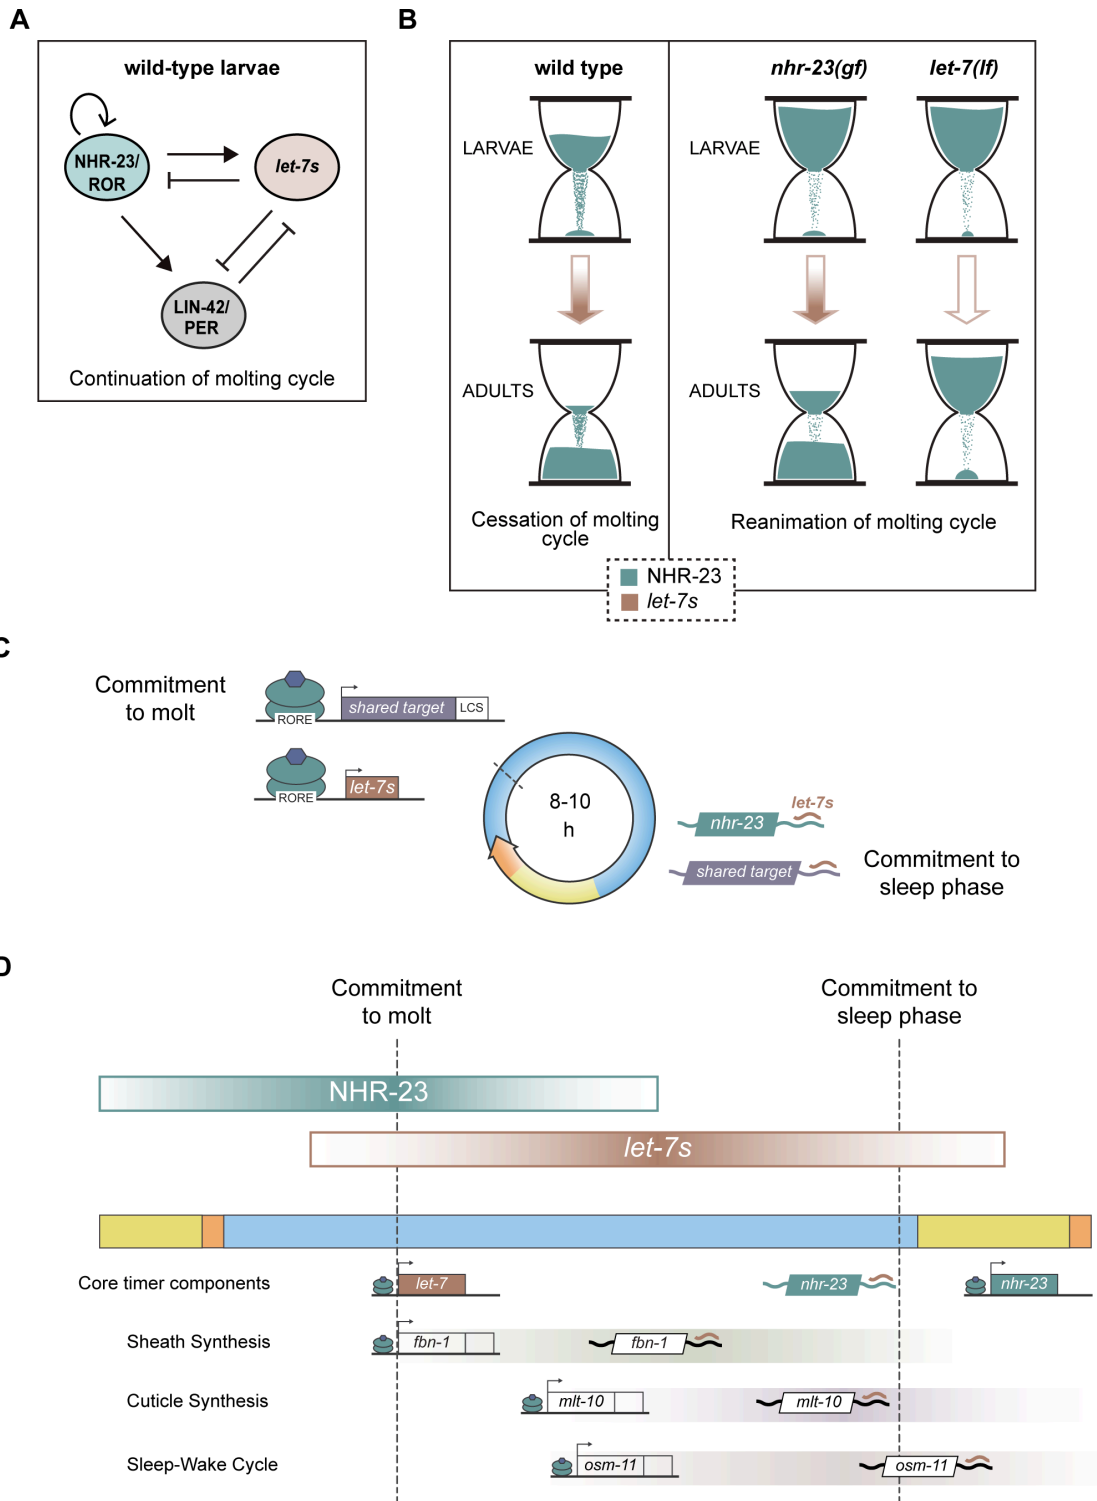 A
wild-type larvae
NHR-23/
ROR
let-7s
LIN-42/
PER
Continuation of molting cycle
B
wild type
nhr-23(gf)
let-7(lf)
LARVAE
LARVAE
ADULTS
ADULTS
Cessation of molting
cycle
Reanimation of molting cycle
NHR-23
let-7s
C
Commitment
to molt
RORE
shared target
LCS
RORE
let-7s
8-10
h
let-7s
nhr-23
shared target
Commitment to
sleep phase
D
Commitment
to molt
Commitment to
sleep phase
NHR-23
let-7s
Core timer components
let-7
nhr-23
nhr-23
Sheath Synthesis
fbn-1
fbn-1
Cuticle Synthesis
mlt-10
mlt-10
Sleep-Wake Cycle
osm-11
osm-11